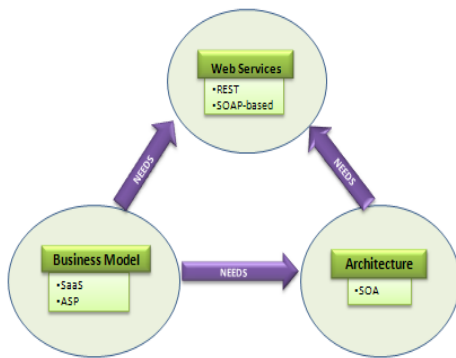 Web Services
•REST
•SOAP-based
NEEDS
NEEDS
Business Model
•SaaS
•ASP
NEEDS
Architecture
•SOA